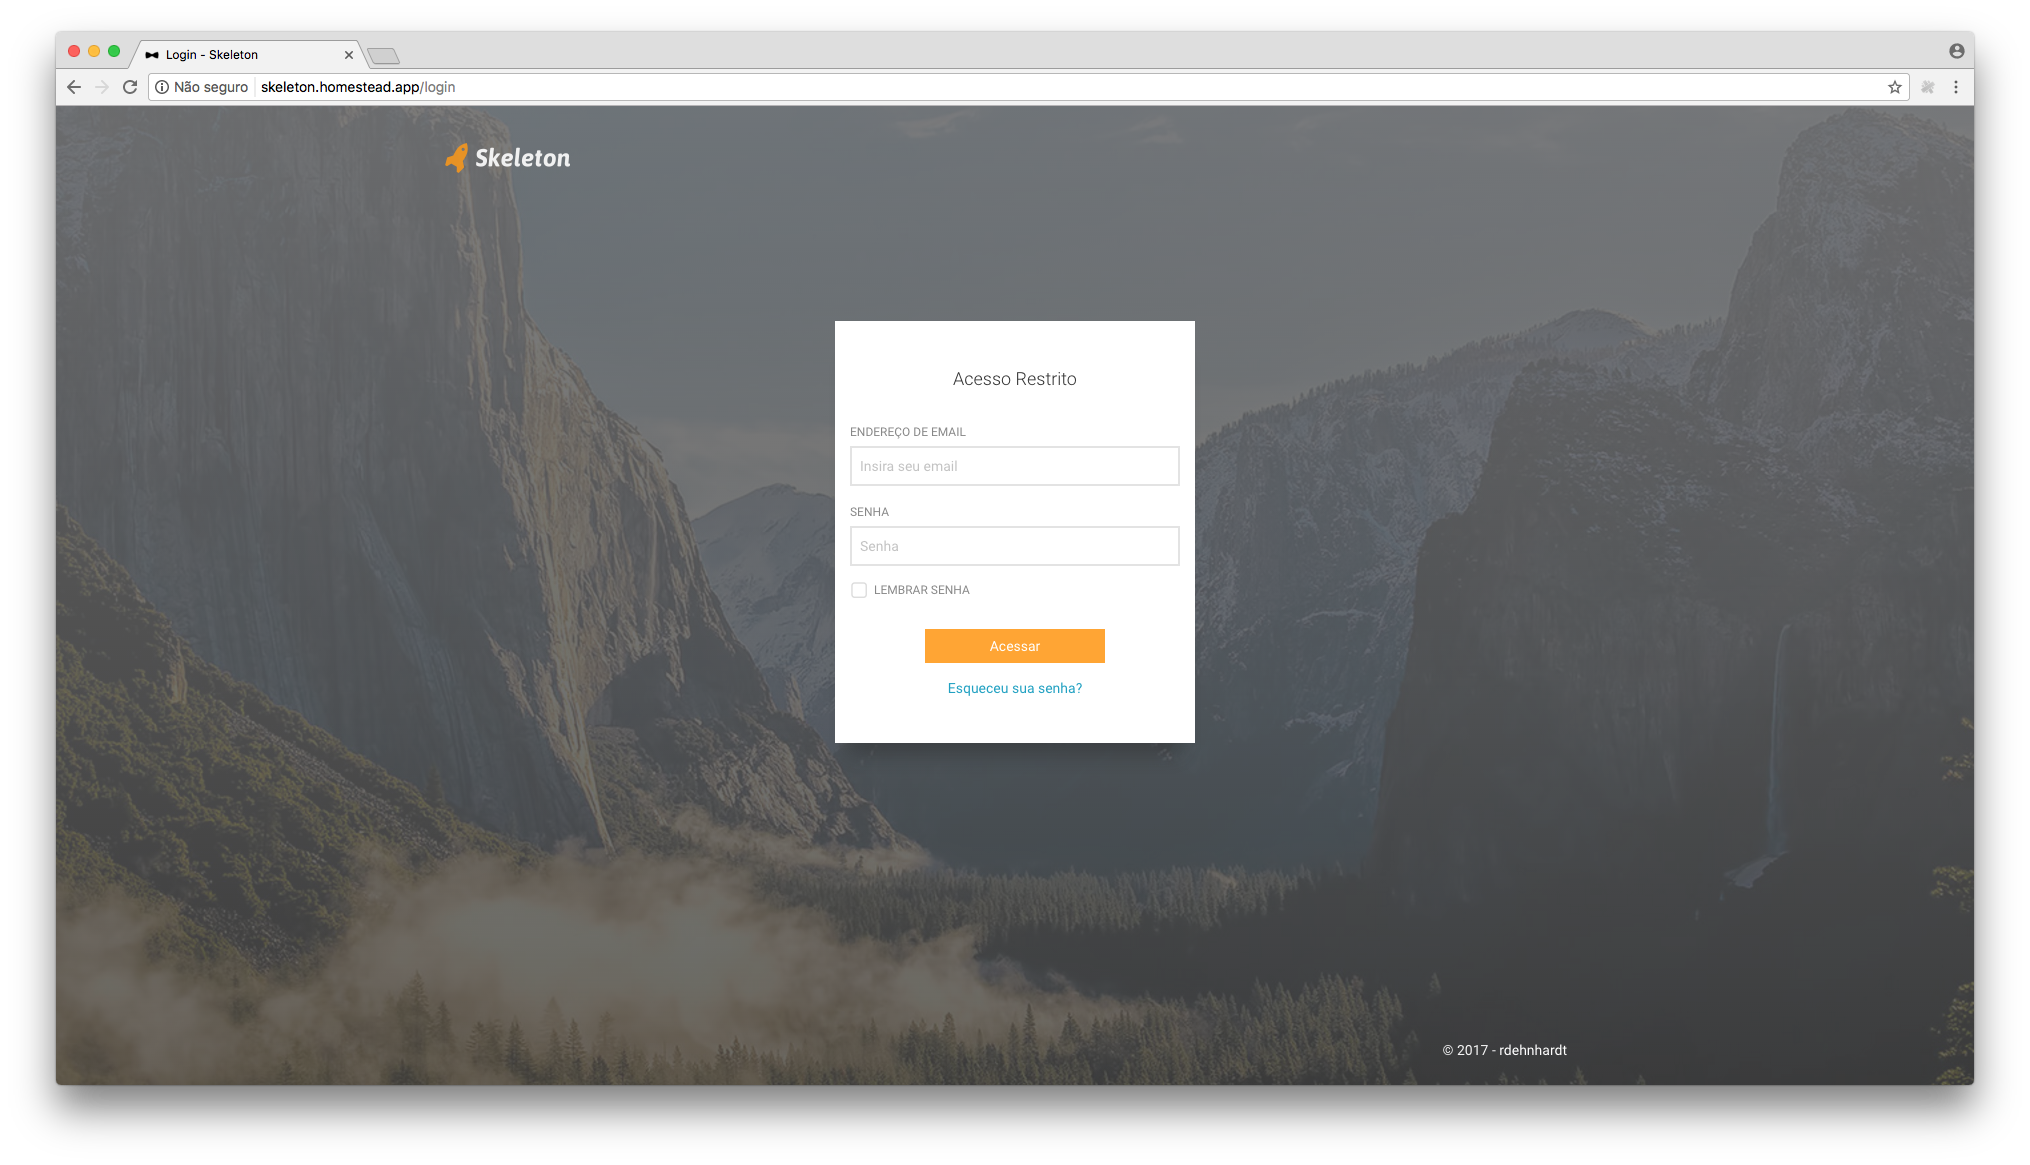 Login - Skeleton
Não seguro skeleton.homestead.app/login
Skeleton
Acesso Restrito
ENDEREÇO DE EMAIL
Insira seu email
SENHA
Senha
LEMBRAR SENHA
Acessar
Esqueceu sua senha?
© 2017 - rdehnhardt